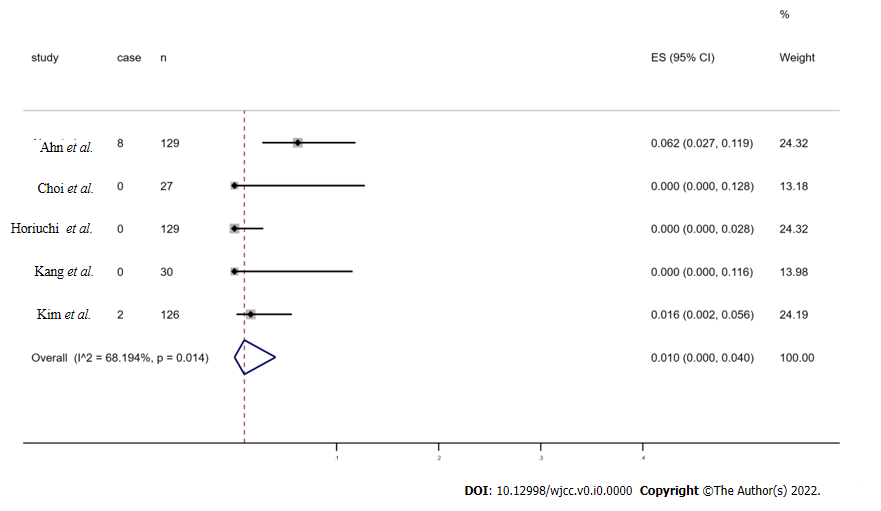 %
study case n ES (95% CI) Weight
Ahn et al. 8 129 0.062 (0.027, 0.119) 24.32
Choi et al. 0 27 0.000 (0.000, 0.128) 13.18
Horiuchi et al. 0 129 0.000 (0.000, 0.028) 24.32
Kang et al. 0 30 0.000 (0.000, 0.116) 13.98
Kim et al. 2 126 0.016 (0.002, 0.056) 24.19
Overall (I^2 = 68.194%, p = 0.014) 0.010 (0.000, 0.040) 100.00
.1 .2 .3 .4
DOI: 10.12998/wjcc.v0.i0.0000 Copyright ©The Author(s) 2022.